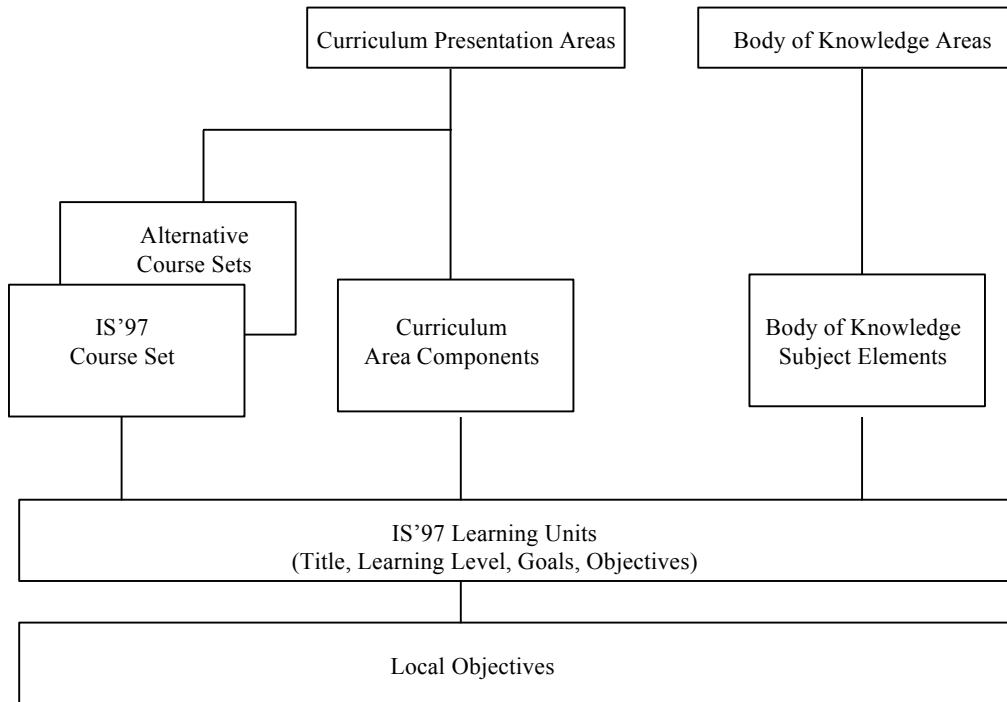 Curriculum Presentation Areas
Body of Knowledge Areas
Alternative
Course Sets
IS’97
Course Set
Curriculum
Area Components
Body of Knowledge
Subject Elements
IS’97 Learning Units
(Title, Learning Level, Goals, Objectives)
Local Objectives